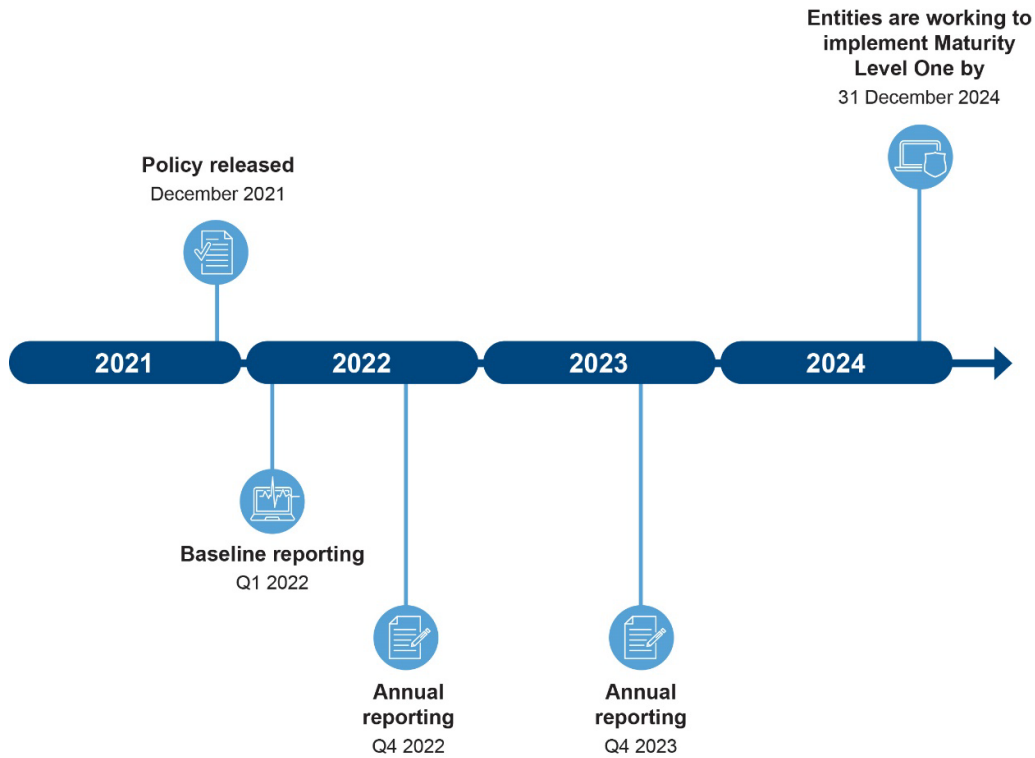 Entities are working to
implement Maturity
Level One by
31 December 2024
Policy released
December 2021
2021
2022
2023
2024
Baseline reporting
Q1 2022
Annual
reporting
Q4 2022
Annual
reporting
Q4 2023